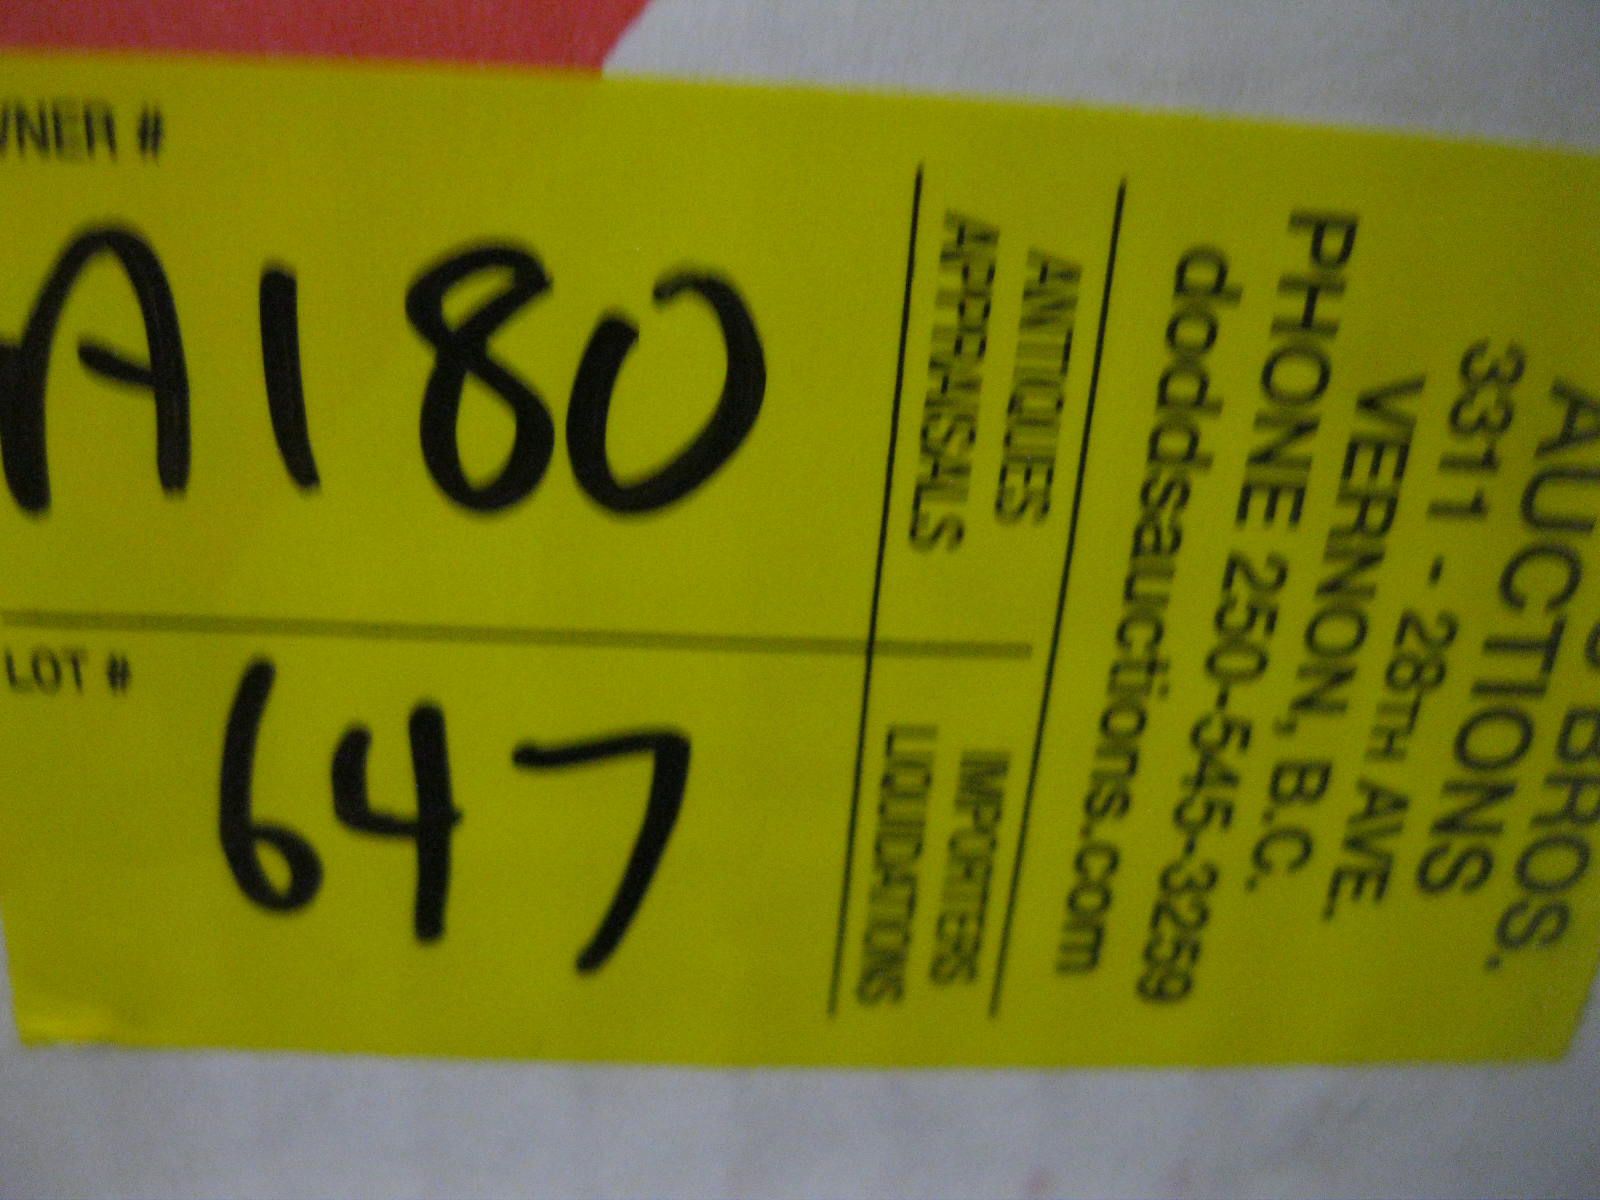 WNER #
A180
LOT #
647
S BROS.
AUCTIONS
3311 - 28TH AVE.
VERNON, B.C.
PHONE 250-545-3259
doddsauctions.com
ANTIQUES IMPORTERS
APPRAISALS LIQUIDATIONS